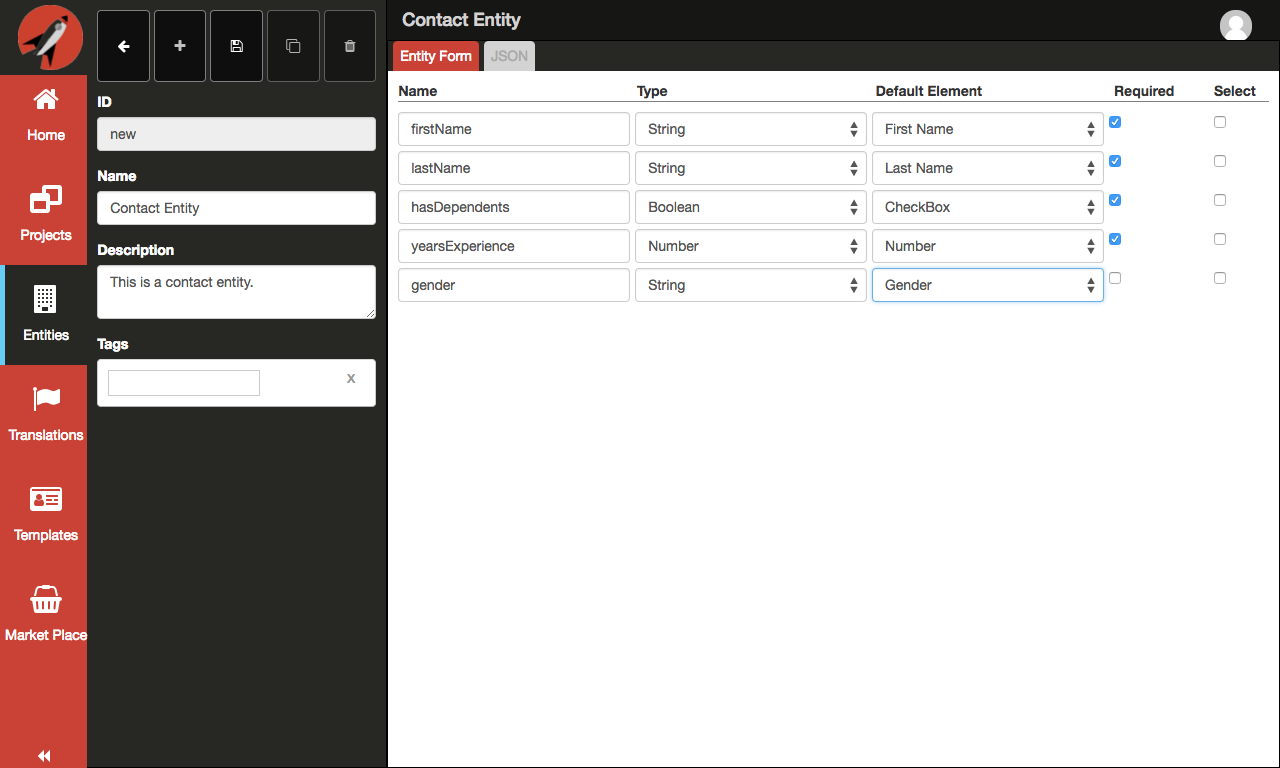 Home
Projects
Entities
Translations
Templates
Market Place
ID
new
Name
Contact Entity
Description
This is a contact entity.
Tags
X
Contact Entity
Entity Form JSON
Name Type Default Element Required Select
firstName String First Name
lastName String Last Name
hasDependents Boolean CheckBox
yearsExperience Number Number
gender String Gender